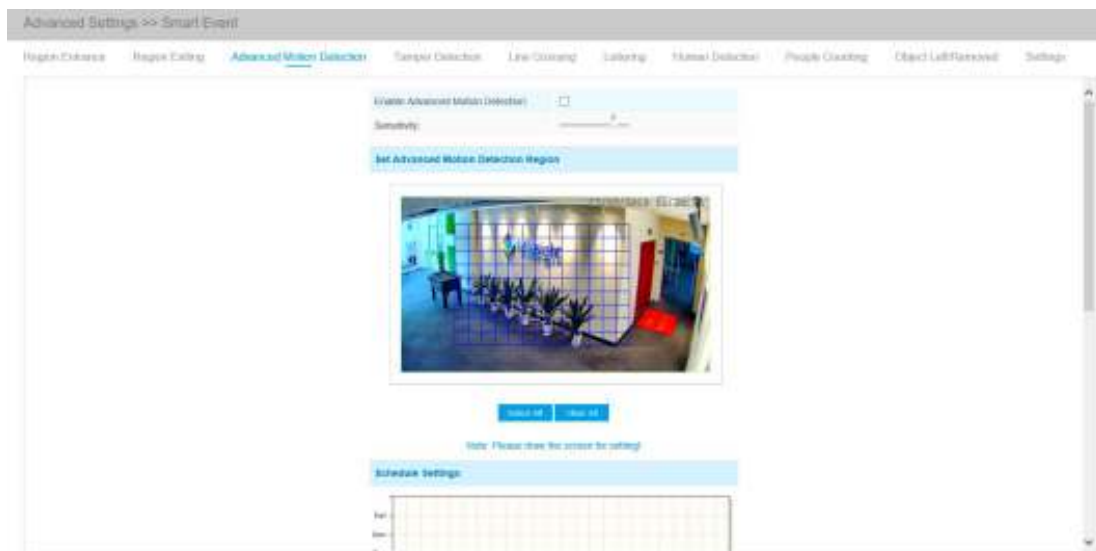 Advanced Settings >> Smart Event
Region Entrance Region Exiting Advanced Motion Detection Tamper Detection Line Crossing Loitering Human Detection People Counting Object Left/Removed Settings
Enable Advanced Motion Detection
Sensitivity:
Set Advanced Motion Detection Region
Select All Clear All
Note: Please draw the screen for setting!
Schedule Settings
Sun
Mon